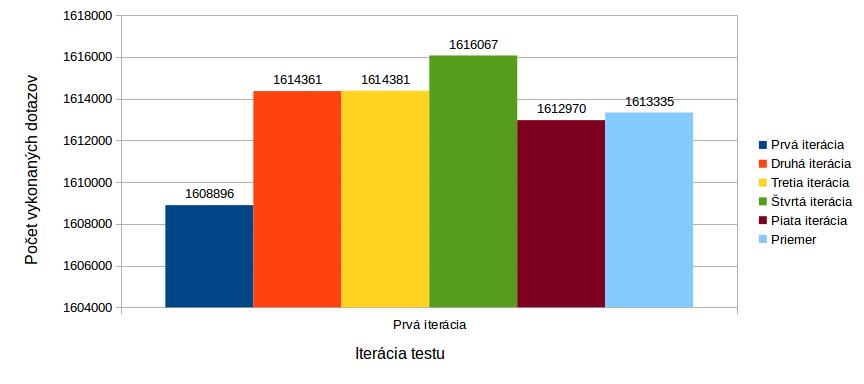 Počet vykonaných dotazov
1618000
1616000
1614000
1612000
1610000
1608000
1606000
1604000
1608896
1614361
1614381
1616067
1612970
1613335
Prvá iterácia
Iterácia testu
Prvá iterácia
Druhá iterácia
Tretia iterácia
Štvrtá iterácia
Piata iterácia
Priemer